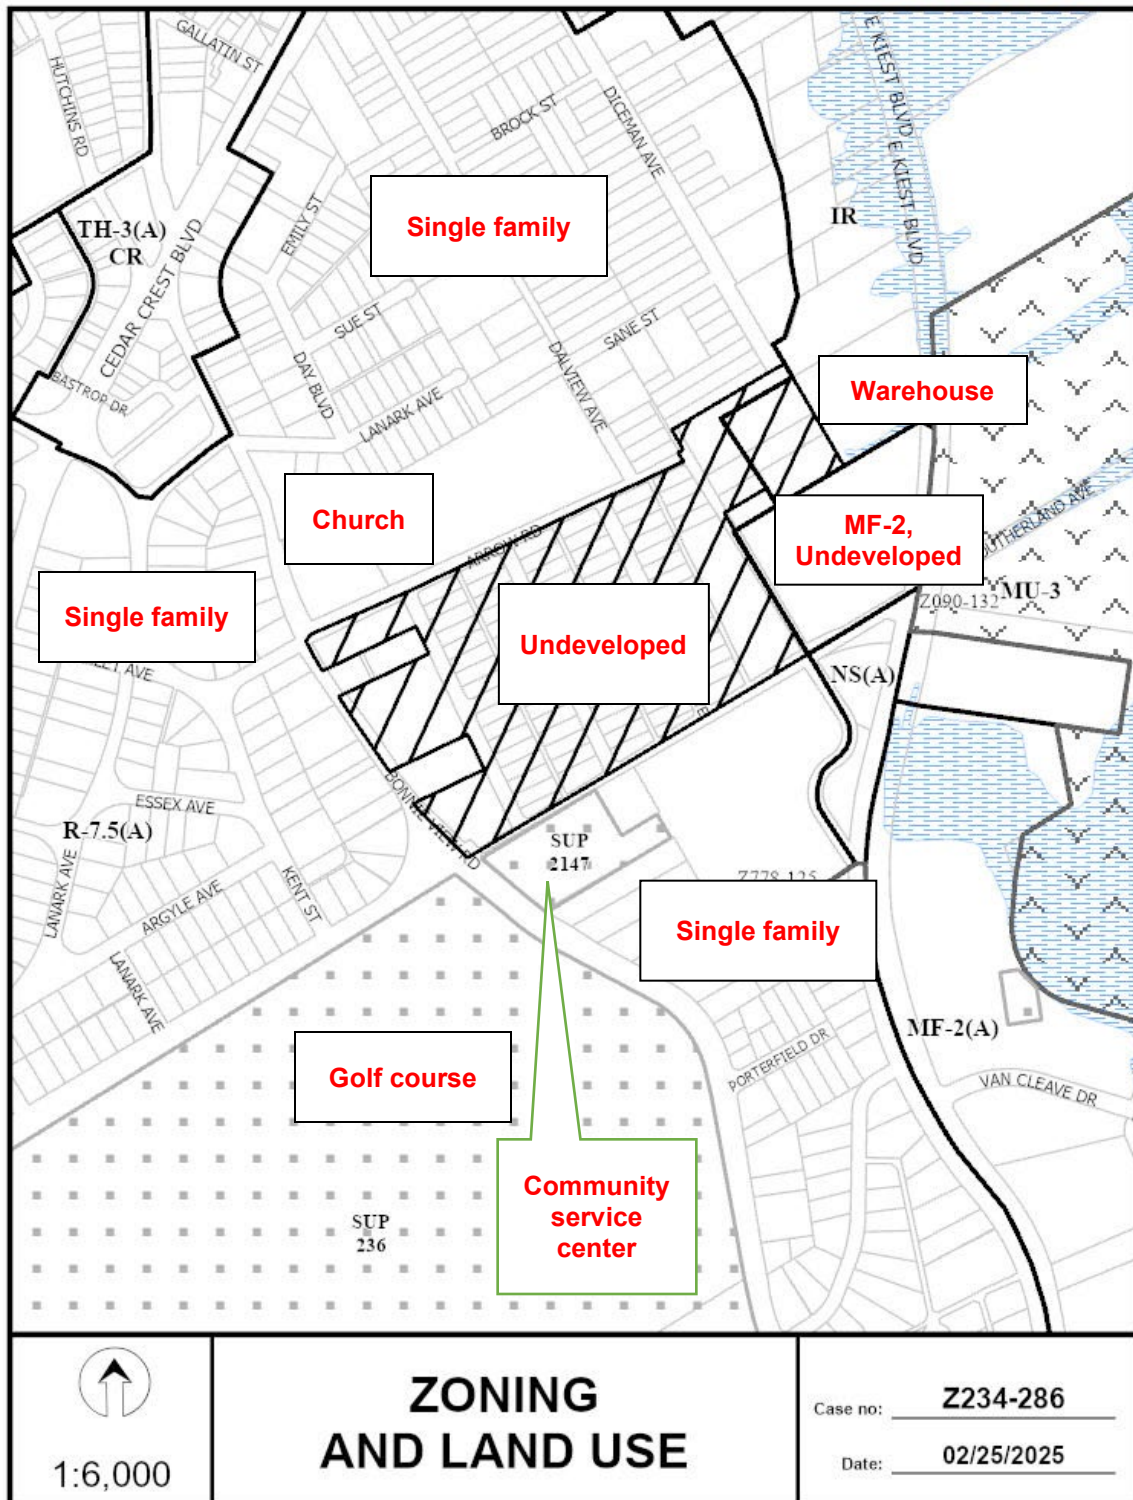 GALLATIN ST
HUTCHINS RD
BROCK ST
DICEMAN AVE
E KIEST BLVD E KIEST BLVD
Single family
IR
TH-3(A)
CR
EMILY ST
CEDAR CREST BLVD
SUE ST
SANE ST
DAY BLVD
DALVIEW AVE
BASTROP DR
LANARK AVE
Warehouse
Church
MF-2,
Undeveloped
ARROW RD
Single family
Undeveloped
Z090-132
MU-3
NS(A)
BONNIE VIEW RD
ESSEX AVE
R-7.5(A)
SUP
2147
LANARK AVE
KENT ST
ARGYLE AVE
Z778-125
Single family
LANARK AVE
MF-2(A)
Golf course
PORTERFIELD DR
VAN CLEAVE DR
Community
service
center
SUP
236
1:6,000
ZONING
AND LAND USE
Case no: Z234-286
Date: 02/25/2025